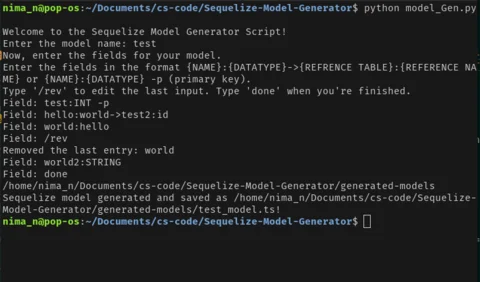 nima_n@pop-os:~/Documents/cs-code/Sequelize-Model-Generator$ python model_Gen.py
Welcome to the Sequelize Model Generator Script!
Enter the model name: test
Now, enter the fields for your model.
Enter the fields in the format {NAME}:{DATATYPE}->{REFRENCE TABLE}:{REFERENCE NA
ME} or {NAME}:{DATATYPE} -p (primary key).
Type '/rev' to edit the last input. Type 'done' when you're finished.
Field: test:INT -p
Field: hello:world->test2:id
Field: world:hello
Field: /rev
Removed the last entry: world
Field: world2:STRING
Field: done
/home/nima_n/Documents/cs-code/Sequelize-Model-Generator/generated-models
Sequelize model generated and saved as /home/nima_n/Documents/cs-code/Sequelize-
Model-Generator/generated-models/test_model.ts!
nima_n@pop-os:~/Documents/cs-code/Sequelize-Model-Generator$